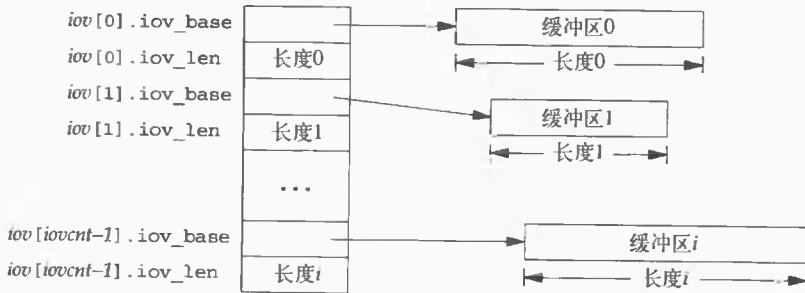 iov[0].iov_base
缓冲区0
iov[0].iov_len 长度0
长度0
iov[1].iov_base
缓冲区1
iov[1].iov_len 长度1
长度1
...
iov[iovcnt-1].iov_base
缓冲区i
iov[iovcnt-1].iov_len 长度i
长度i